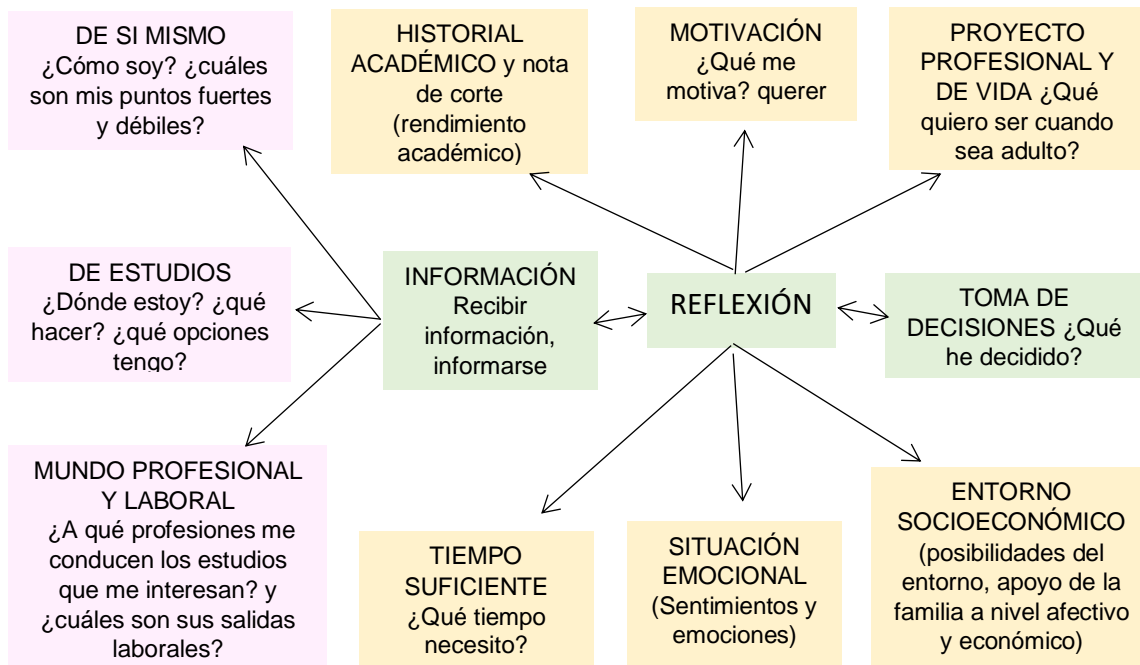 DE SI MISMO
¿Cómo soy? ¿cuáles
son mis puntos fuertes
y débiles?
HISTORIAL
ACADÉMICO y nota
de corte
(rendimiento
académico)
MOTIVACIÓN
¿Qué me
motiva? querer
PROYECTO
PROFESIONAL Y
DE VIDA ¿Qué
quiero ser cuando
sea adulto?
DE ESTUDIOS
¿Dónde estoy? ¿qué
hacer? ¿qué opciones
tengo?
INFORMACIÓN
Recibir
información,
informarse
REFLEXIÓN
TOMA DE
DECISIONES ¿Qué
he decidido?
MUNDO PROFESIONAL
Y LABORAL
¿A qué profesiones me
conducen los estudios
que me interesan? y
¿cuáles son sus salidas
laborales?
TIEMPO
SUFICIENTE
¿Qué tiempo
necesito?
SITUACIÓN
EMOCIONAL
(Sentimientos y
emociones)
ENTORNO
SOCIOECONÓMICO
(posibilidades del
entorno, apoyo de la
familia a nivel afectivo
y económico)